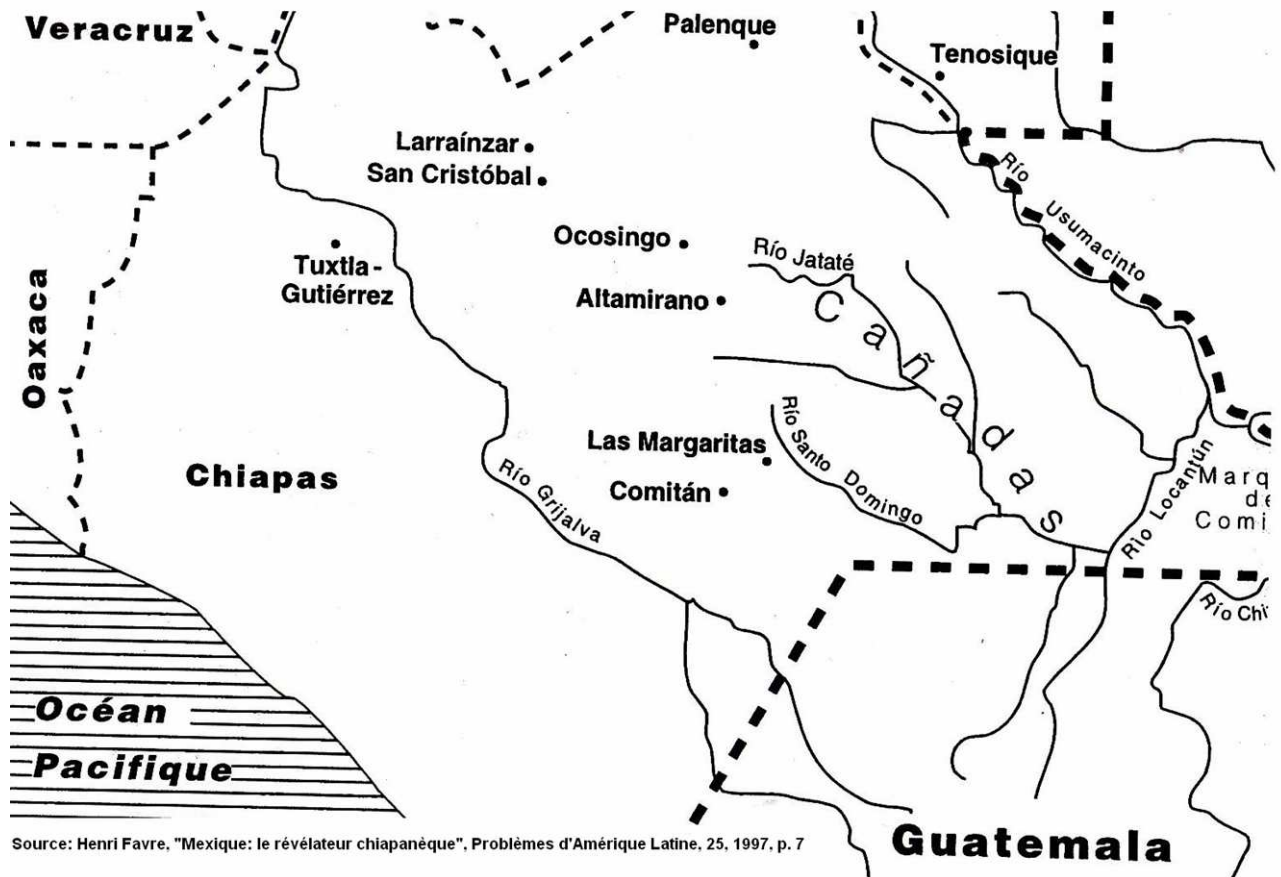 Veracruz
Palenque
Tenosique
Larraínzar
San Cristóbal
Río
Usumacinto
Ocosingo
Río Jataté
Tuxtla-
Gutiérrez
Altamirano
Cañadas
Oaxaca
Las Margaritas
Río Santo Domingo
Chiapas
Comitán
Río Grijalva
Río Locantún
Marq
de
Comi
Río Chi
Océan
Pacifique
Guatemala
Source: Henri Favre, "Mexique: le révélateur chiapanèque", Problèmes d'Amérique Latine, 25, 1997, p. 7